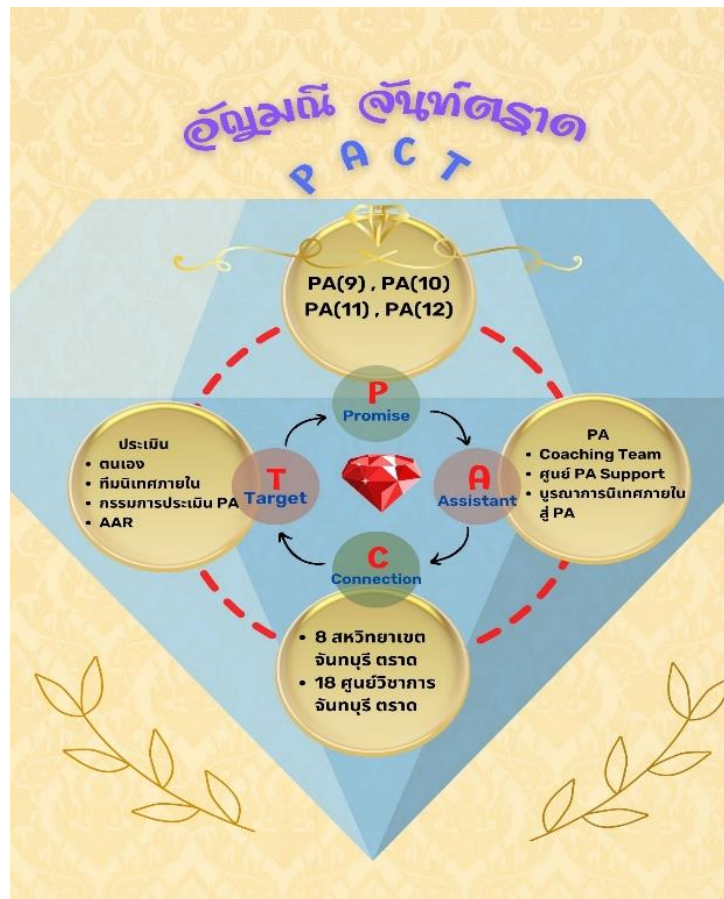 อัญมณี จันท์ตราด
PACT
PA(9) , PA(10)
PA(11) , PA(12)
P
Promise
ประเมิน
• ตนเอง
• ทีมนิเทศภายใน
• กรรมการประเมิน PA
• AAR
T
Target
A
Assistant
PA
• Coaching Team
• ศูนย์ PA Support
• บูรณาการนิเทศภายใน
สู่ PA
C
Connection
• 8 สหวิทยาเขต
จันทบุรี ตราด
• 18 ศูนย์วิชาการ
จันทบุรี ตราด